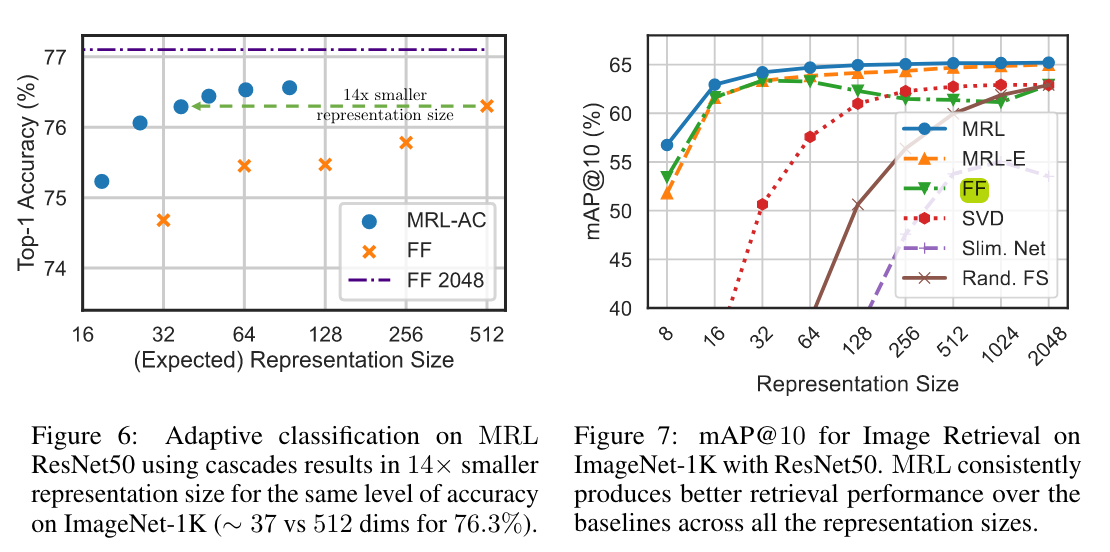 77
76
75
74
Top-1 Accuracy (%)
14x smaller
representation size
MRL-AC
FF
FF 2048
16 32 64 128 256 512
(Expected) Representation Size
65
60
55
50
45
40
mAP@10 (%)
MRL
MRL-E
FF
SVD
Slim. Net
Rand. FS
8 16 32 64 128 256 512 1024 2048
Representation Size
Figure 6: Adaptive classification on MRL
ResNet50 using cascades results in 14× smaller
representation size for the same level of accuracy
on ImageNet-1K (∼ 37 vs 512 dims for 76.3%).
Figure 7: mAP@10 for Image Retrieval on
ImageNet-1K with ResNet50. MRL consistently
produces better retrieval performance over the
baselines across all the representation sizes.